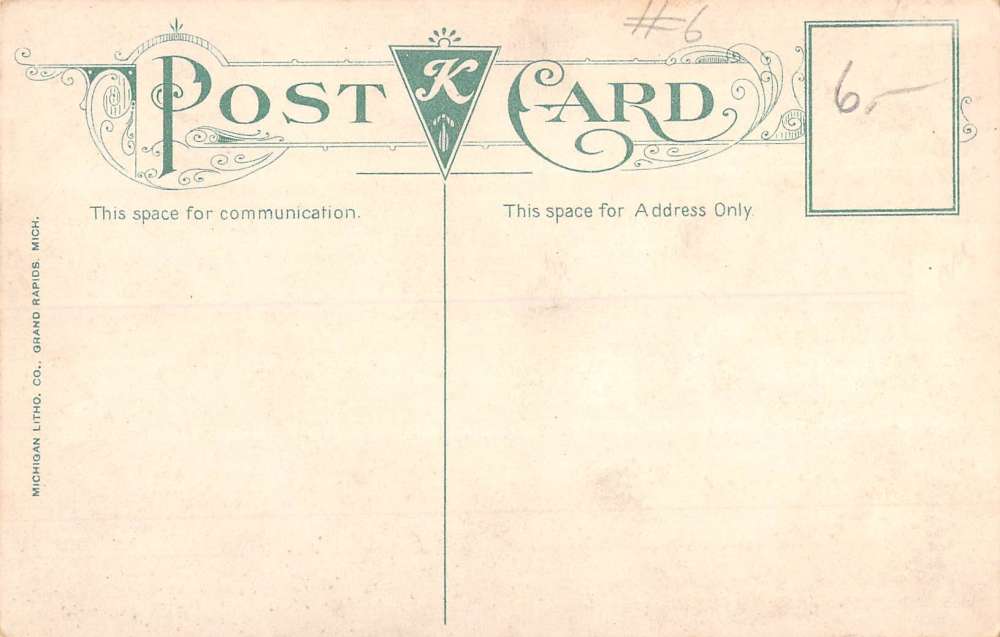 #6
POST K CARD
6.-
This space for communication.
This space for Address Only.
MICHIGAN LITHO. CO., GRAND RAPIDS. MICH.